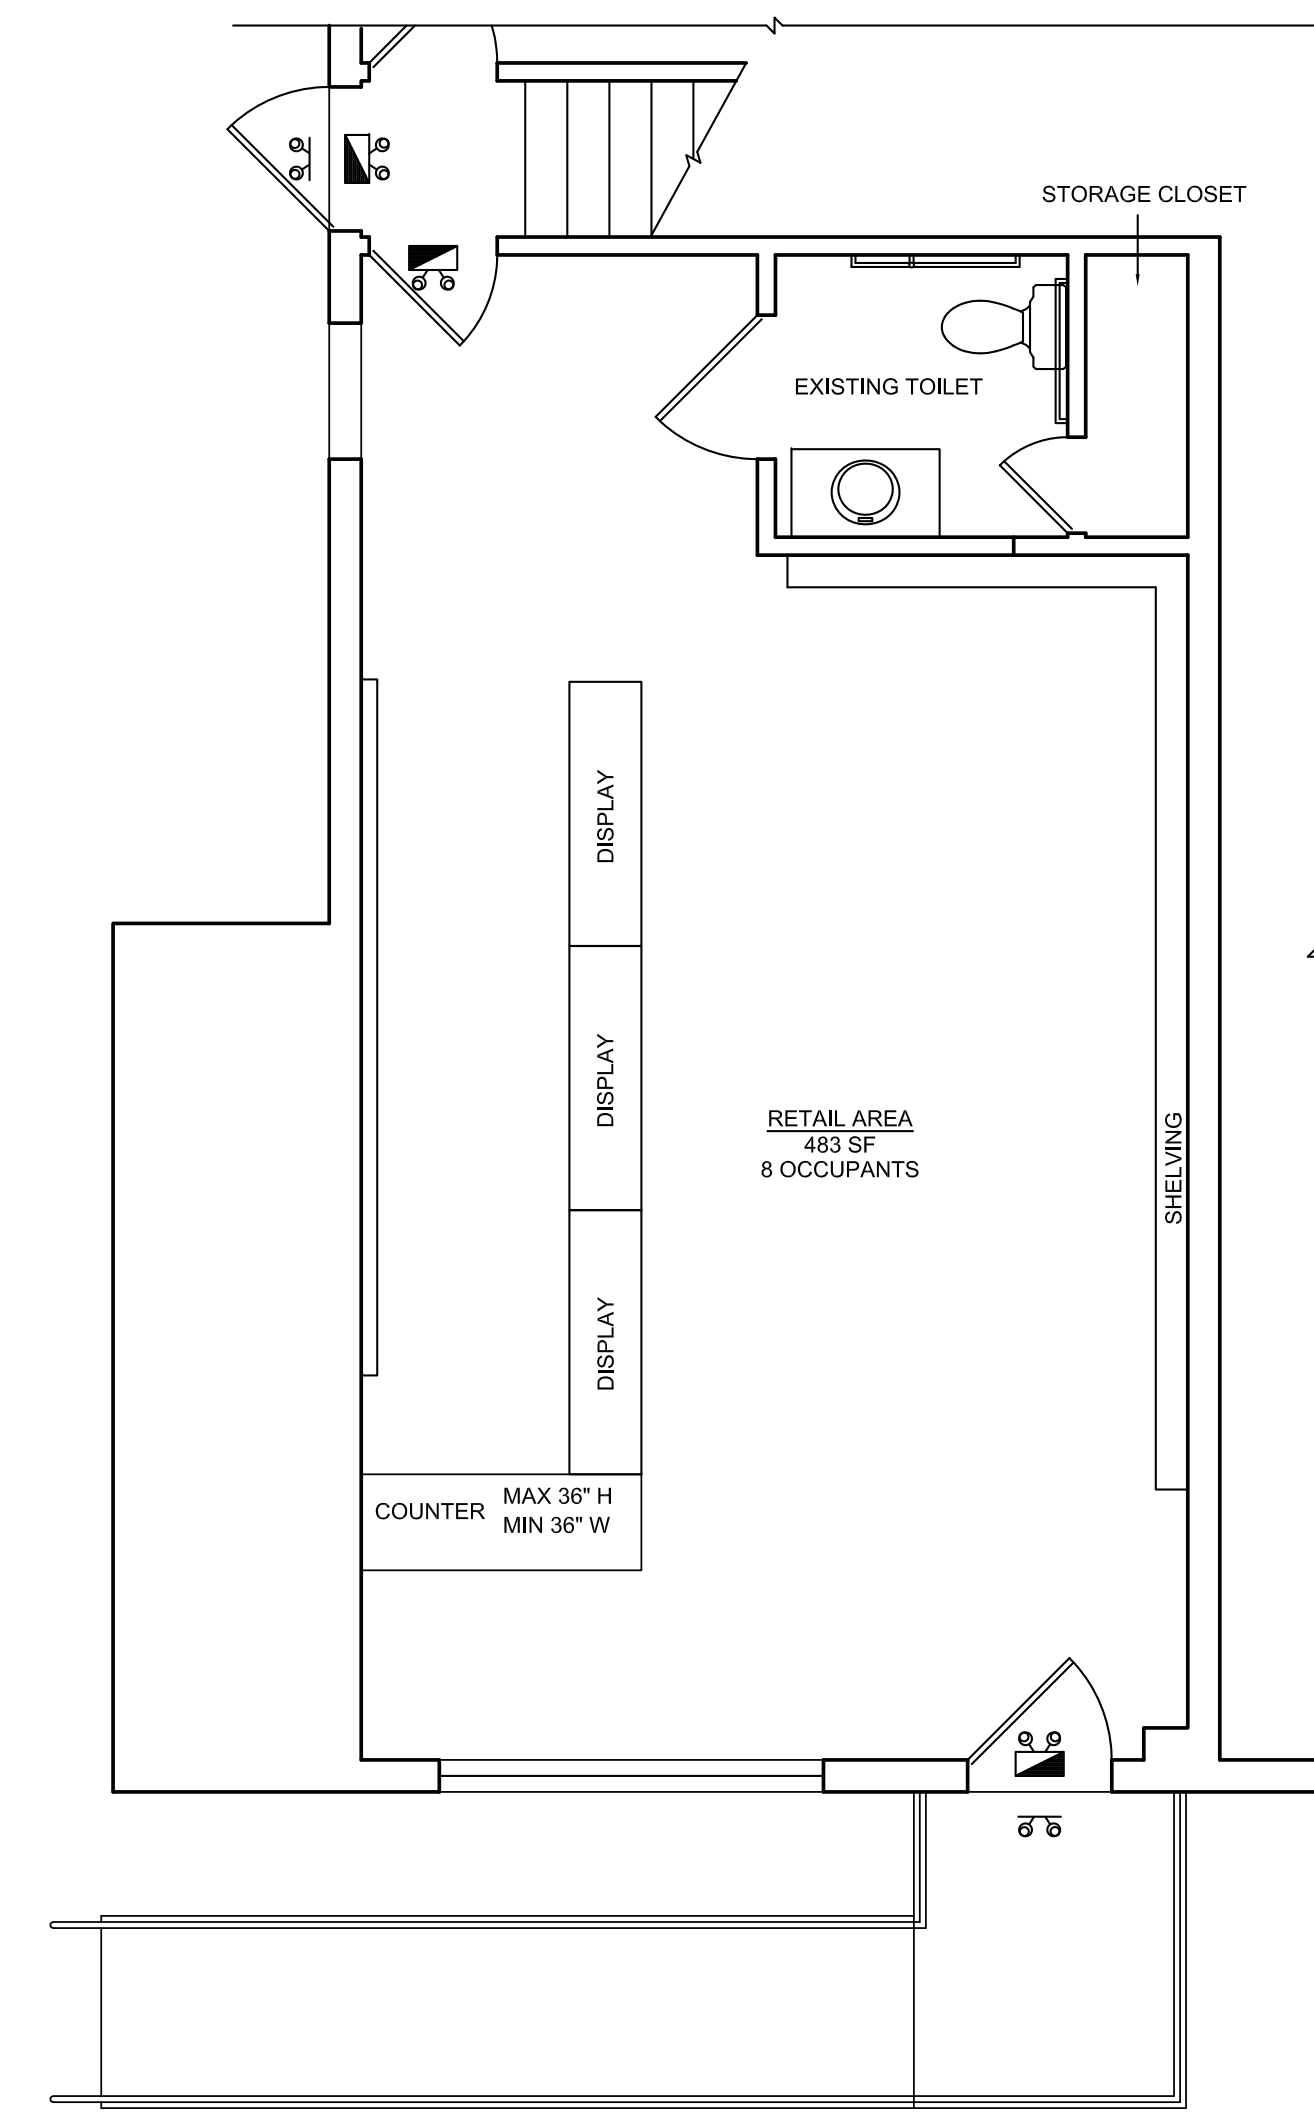 STORAGE CLOSET
EXISTING TOILET
DISPLAY
DISPLAY
RETAIL AREA
483 SF
8 OCCUPANTS
SHELVING
DISPLAY
COUNTER
MAX 36" H
MIN 36" W